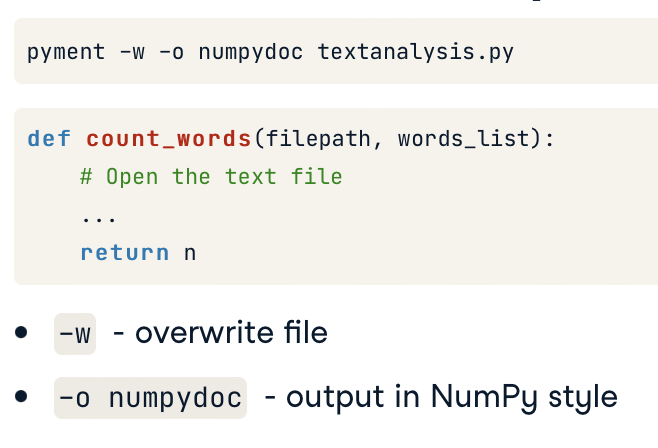 pyment -w -o numpydoc textanalysis.py
def count_words(filepath, words_list):
    # Open the text file
    ...
    return n
• -w - overwrite file
• -o numpydoc - output in NumPy style